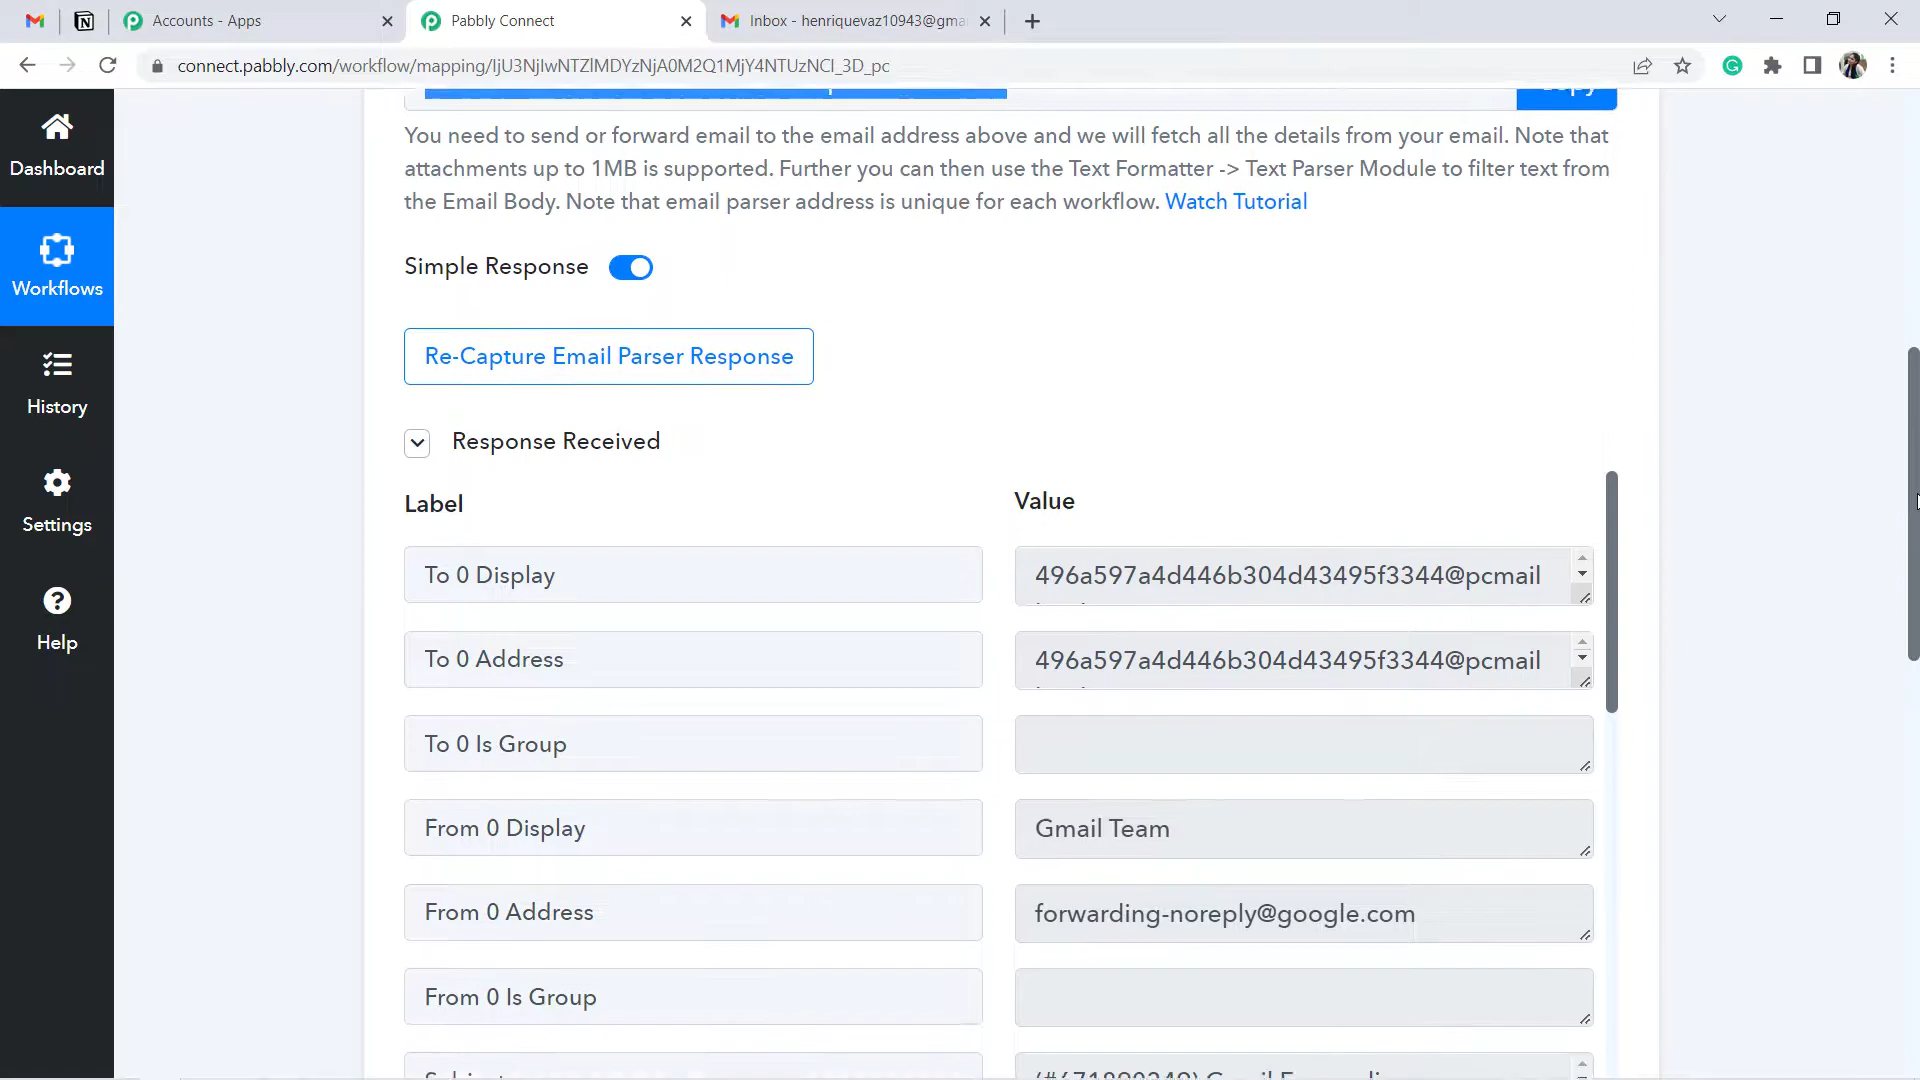 Accounts - Apps
Pabbly Connect
Inbox - henriquevaz10943@gma
connect.pabbly.com/workflow/mapping/IjU3NjIwNTZlMDYzNjA0M2Q1MjY4NTUzNCI_3D_pc
Dashboard
Workflows
History
Settings
Help
Copy
You need to send or forward email to the email address above and we will fetch all the details from your email. Note that
attachments up to 1MB is supported. Further you can then use the Text Formatter -> Text Parser Module to filter text from
the Email Body. Note that email parser address is unique for each workflow. Watch Tutorial
Simple Response
Re-Capture Email Parser Response
Response Received
Label
Value
To 0 Display
496a597a4d446b304d43495f3344@pcmail
To 0 Address
496a597a4d446b304d43495f3344@pcmail
To 0 Is Group
From 0 Display
Gmail Team
From 0 Address
forwarding-noreply@google.com
From 0 Is Group